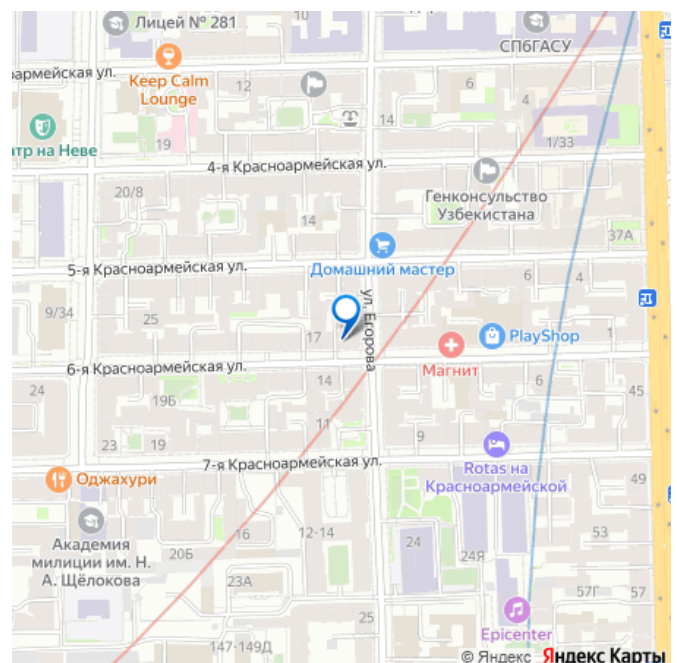 Лицей № 281
СПбГАСУ
оармейская ул.
Keep Calm
Lounge
12
6
4
14
тр на Неве
19
1/33
4-я Красноармейская ул.
Генконсульство
Узбекистана
20/8
14
37А
5-я Красноармейская ул.
Домашний мастер
6
4
ул. Егорова
9/34
25
17
PlayShop
1
6-я Красноармейская ул.
Магнит
24
14
6
45
19Б
11
23
19
9
7-я Красноармейская ул.
Rotas на
Красноармейской
Оджахури
16
12-14
53
Академия
милиции им. Н.
А. Щёлокова
20Б
24
24Я
23А
57Г
57
25
Epicenter
147-149Д
© Яндекс Яндекс Карты